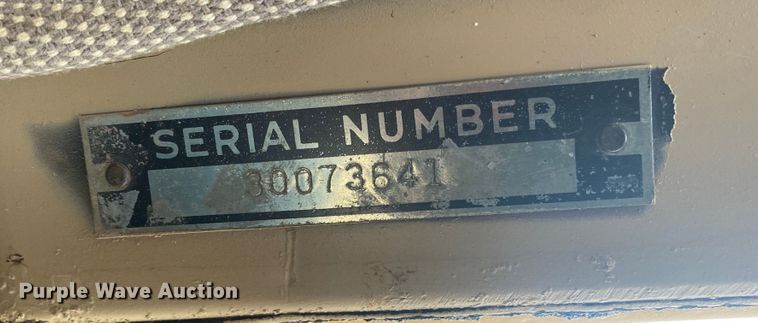 SERIAL NUMBER
30073641
Purple Wave Auction